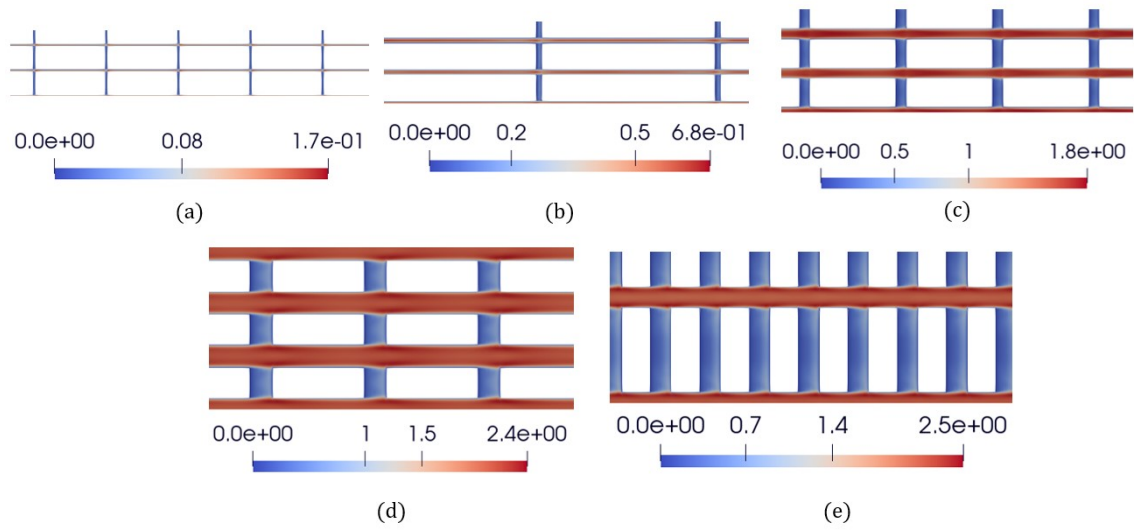 0.0e+00 0.08 1.7e-01
(a)
0.0e+00 0.2 0.5 6.8e-01
(b)
0.0e+00 0.5 1 1.8e+00
(c)
0.0e+00 1 1.5 2.4e+00
(d)
0.0e+00 0.7 1.4 2.5e+00
(e)